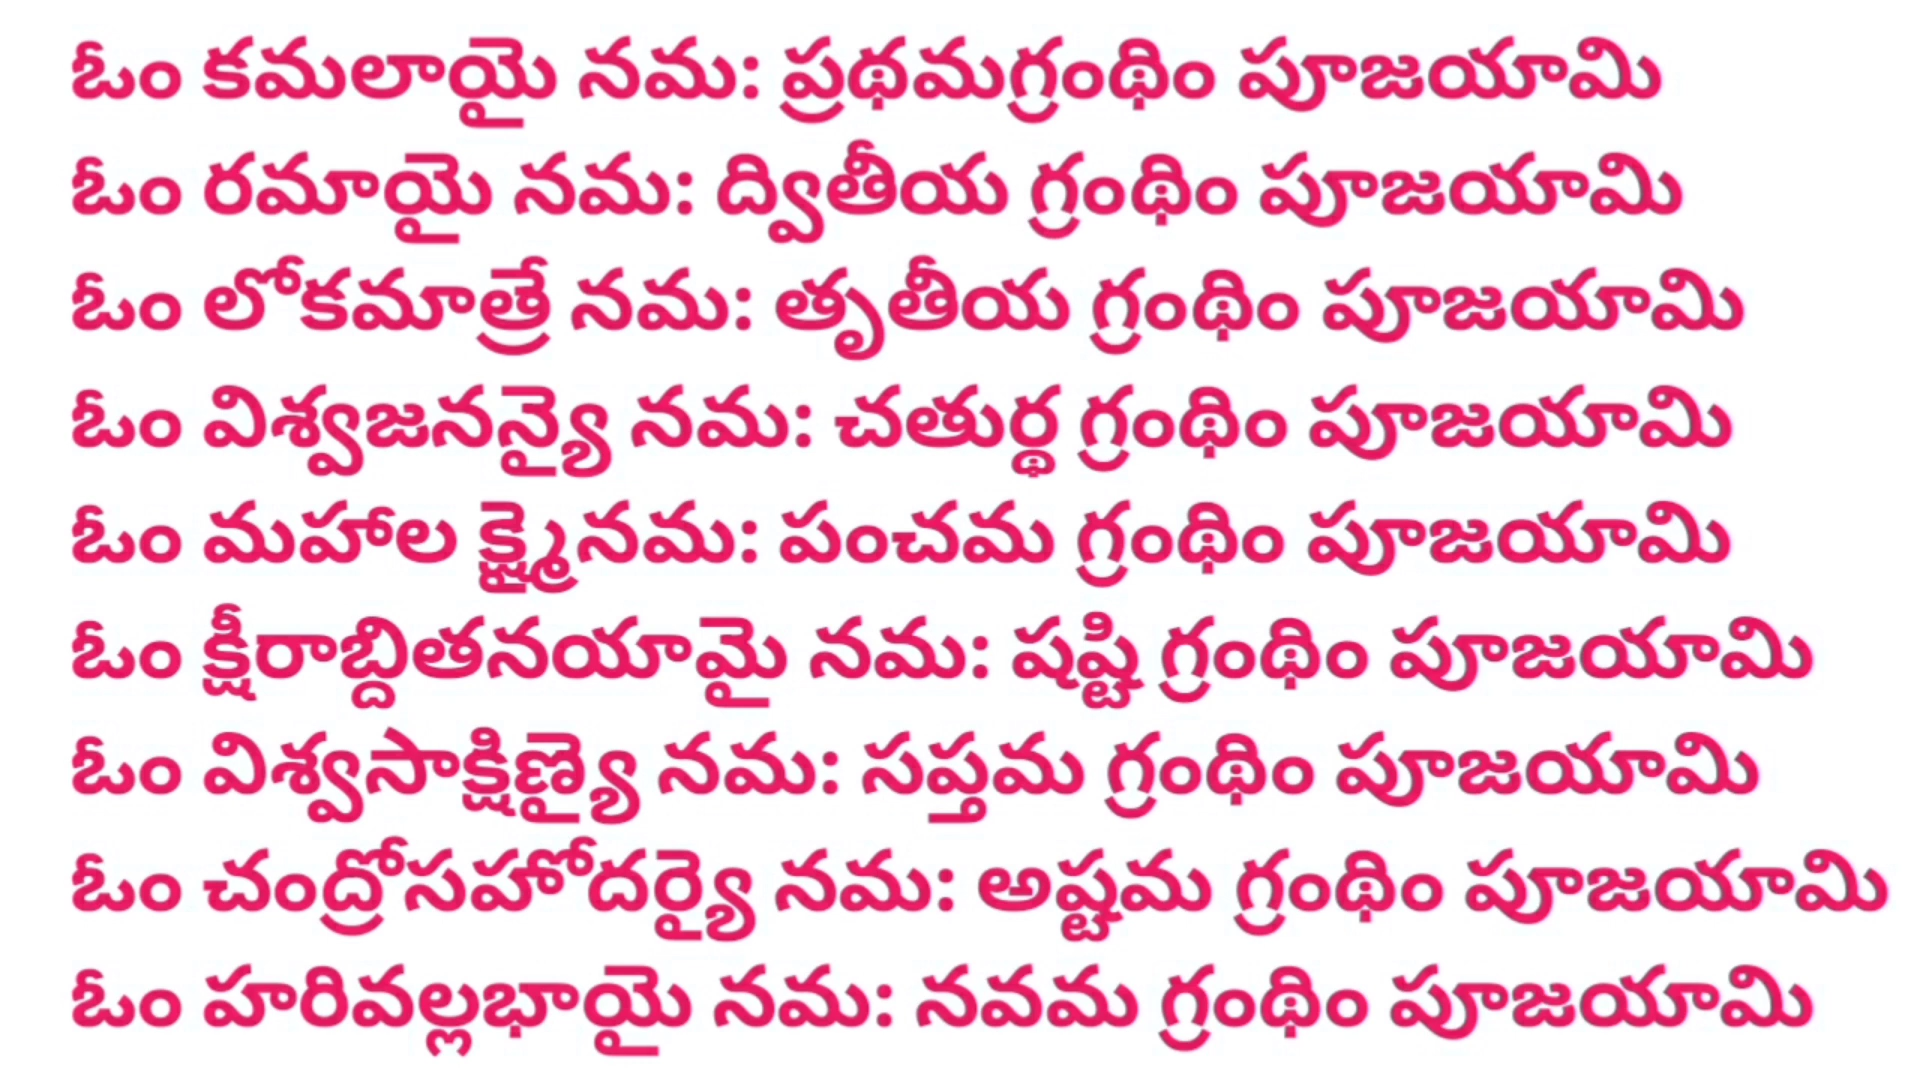 ఓం కమలాయై నమ: ప్రథమగ్రంథిం పూజయామి
ఓం రమాయై నమ: ద్వితీయ గ్రంథిం పూజయామి
ఓం లోకమాత్రే నమ: తృతీయ గ్రంథిం పూజయామి
ఓం విశ్వజనన్యై నమ: చతుర్థ గ్రంథిం పూజయామి
ఓం మహాల క్ష్మైనమ: పంచమ గ్రంథిం పూజయామి
ఓం క్షీరాబ్దితనయామై నమ: షష్టి గ్రంథిం పూజయామి
ఓం విశ్వసాక్షిణ్యై నమ: సప్తమ గ్రంథిం పూజయామి
ఓం చంద్రోసహోదర్యై నమ: అష్టమ గ్రంథిం పూజయామి
ఓం హరివల్లభాయై నమ: నవమ గ్రంథిం పూజయామి